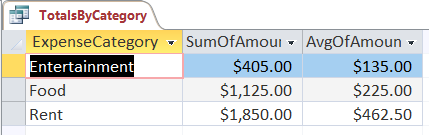 TotalsByCategory
ExpenseCategory SumOfAmour AvgOfAmoun
Entertainment $405.00 $135.00
Food $1,125.00 $225.00
Rent $1,850.00 $462.50